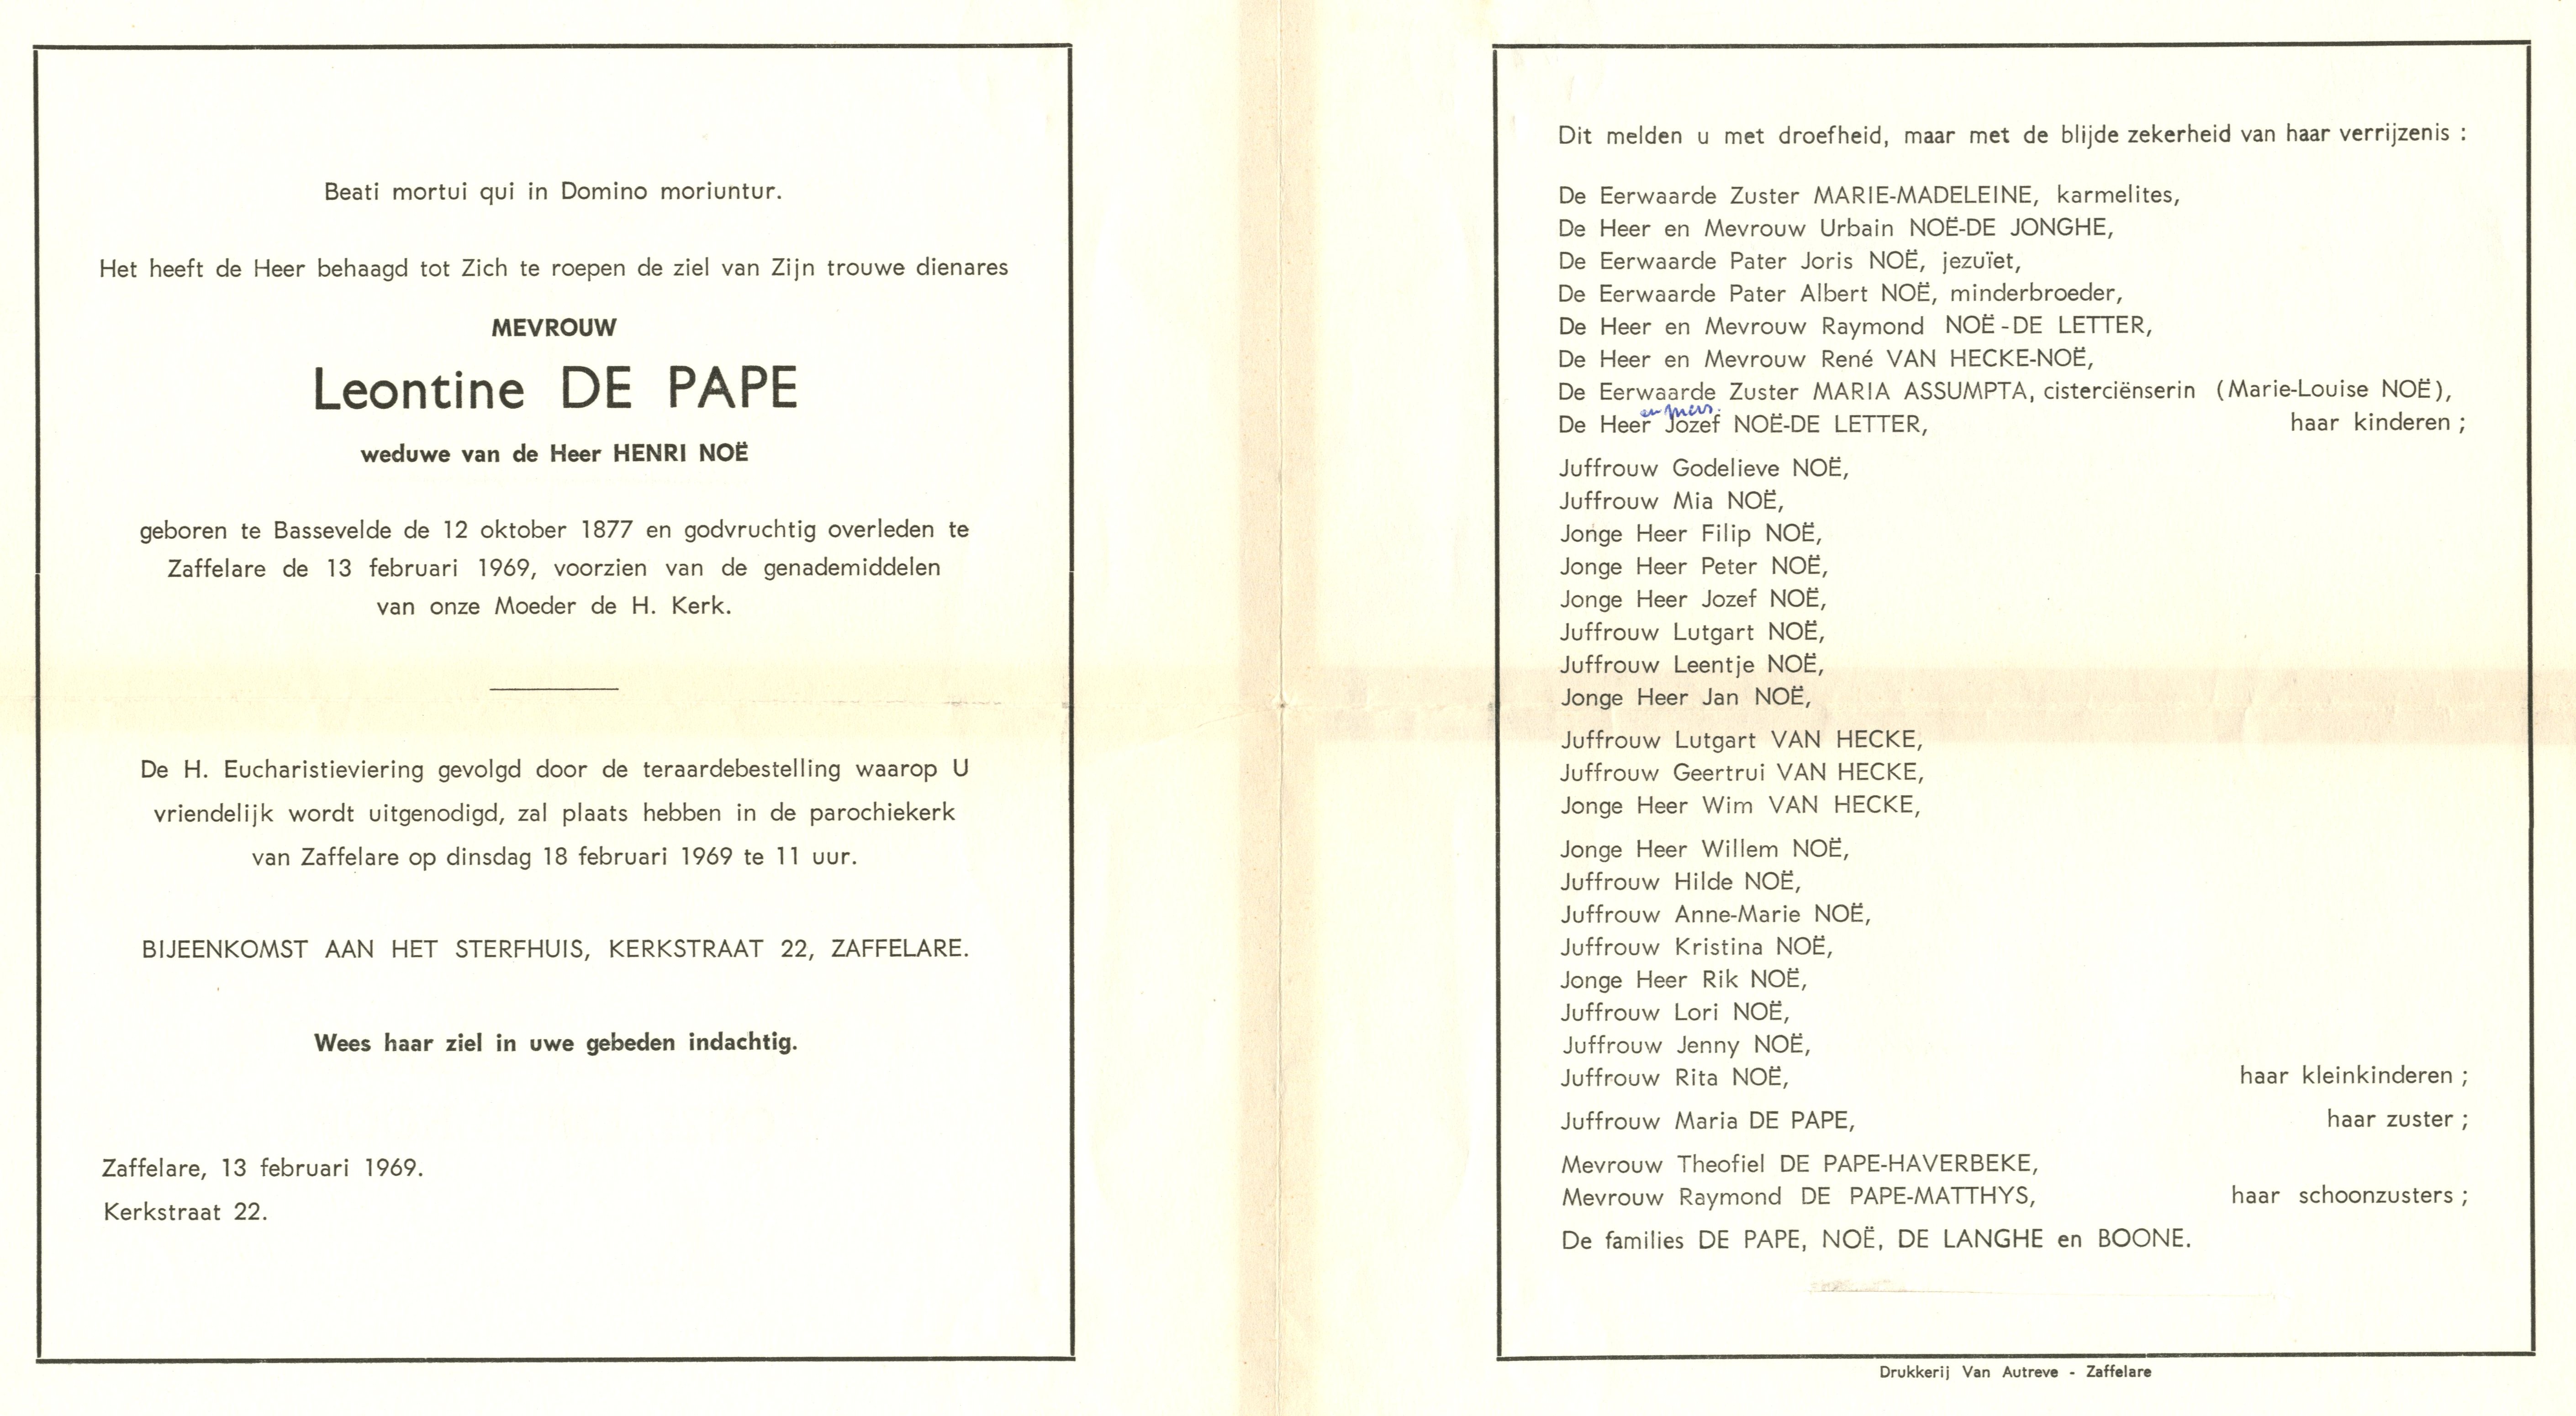 Beati mortui qui in Domino moriuntur.
Het heeft de Heer behaagd tot Zich te roepen de ziel van Zijn trouwe dienares
MEVROUW
Leontine DE PAPE
weduwe van de Heer HENRI NOË
geboren te Bassevelde de 12 oktober 1877 en godvruchtig overleden te
Zaffelare de 13 februari 1969, voorzien van de genademiddelen
van onze Moeder de H. Kerk.
De H. Eucharistieviering gevolgd door de teraardebestelling waarop U
vriendelijk wordt uitgenodigd, zal plaats hebben in de parochiekerk
van Zaffelare op dinsdag 18 februari 1969 te 11 uur.
BIJEENKOMST AAN HET STERFHUIS, KERKSTRAAT 22, ZAFFELARE.
Wees haar ziel in uwe gebeden indachtig.
Zaffelare, 13 februari 1969.
Kerkstraat 22.
Dit melden u met droefheid, maar met de blijde zekerheid van haar verrijzenis :
De Eerwaarde Zuster MARIE-MADELEINE, karmelites,
De Heer en Mevrouw Urbain NOË-DE JONGHE,
De Eerwaarde Pater Joris NOË, jezuïet,
De Eerwaarde Pater Albert NOË, minderbroeder,
De Heer en Mevrouw Raymond NOË-DE LETTER,
De Heer en Mevrouw René VAN HECKE-NOË,
De Eerwaarde Zuster MARIA ASSUMPTA, cisterciënserin (Marie-Louise NOË),
en Mevr.
De Heer Jozef NOË-DE LETTER, haar kinderen ;
Juffrouw Godelieve NOË,
Juffrouw Mia NOË,
Jonge Heer Filip NOË,
Jonge Heer Peter NOË,
Jonge Heer Jozef NOË,
Juffrouw Lutgart NOË,
Juffrouw Leentje NOË,
Jonge Heer Jan NOË,
Juffrouw Lutgart VAN HECKE,
Juffrouw Geertrui VAN HECKE,
Jonge Heer Wim VAN HECKE,
Jonge Heer Willem NOË,
Juffrouw Hilde NOË,
Juffrouw Anne-Marie NOË,
Juffrouw Kristina NOË,
Jonge Heer Rik NOË,
Juffrouw Lori NOË,
Juffrouw Jenny NOË,
Juffrouw Rita NOË, haar kleinkinderen ;
Juffrouw Maria DE PAPE, haar zuster ;
Mevrouw Theofiel DE PAPE-HAVERBEKE,
Mevrouw Raymond DE PAPE-MATTHYS, haar schoonzusters ;
De families DE PAPE, NOË, DE LANGHE en BOONE.
Drukkerij Van Autreve - Zaffelare